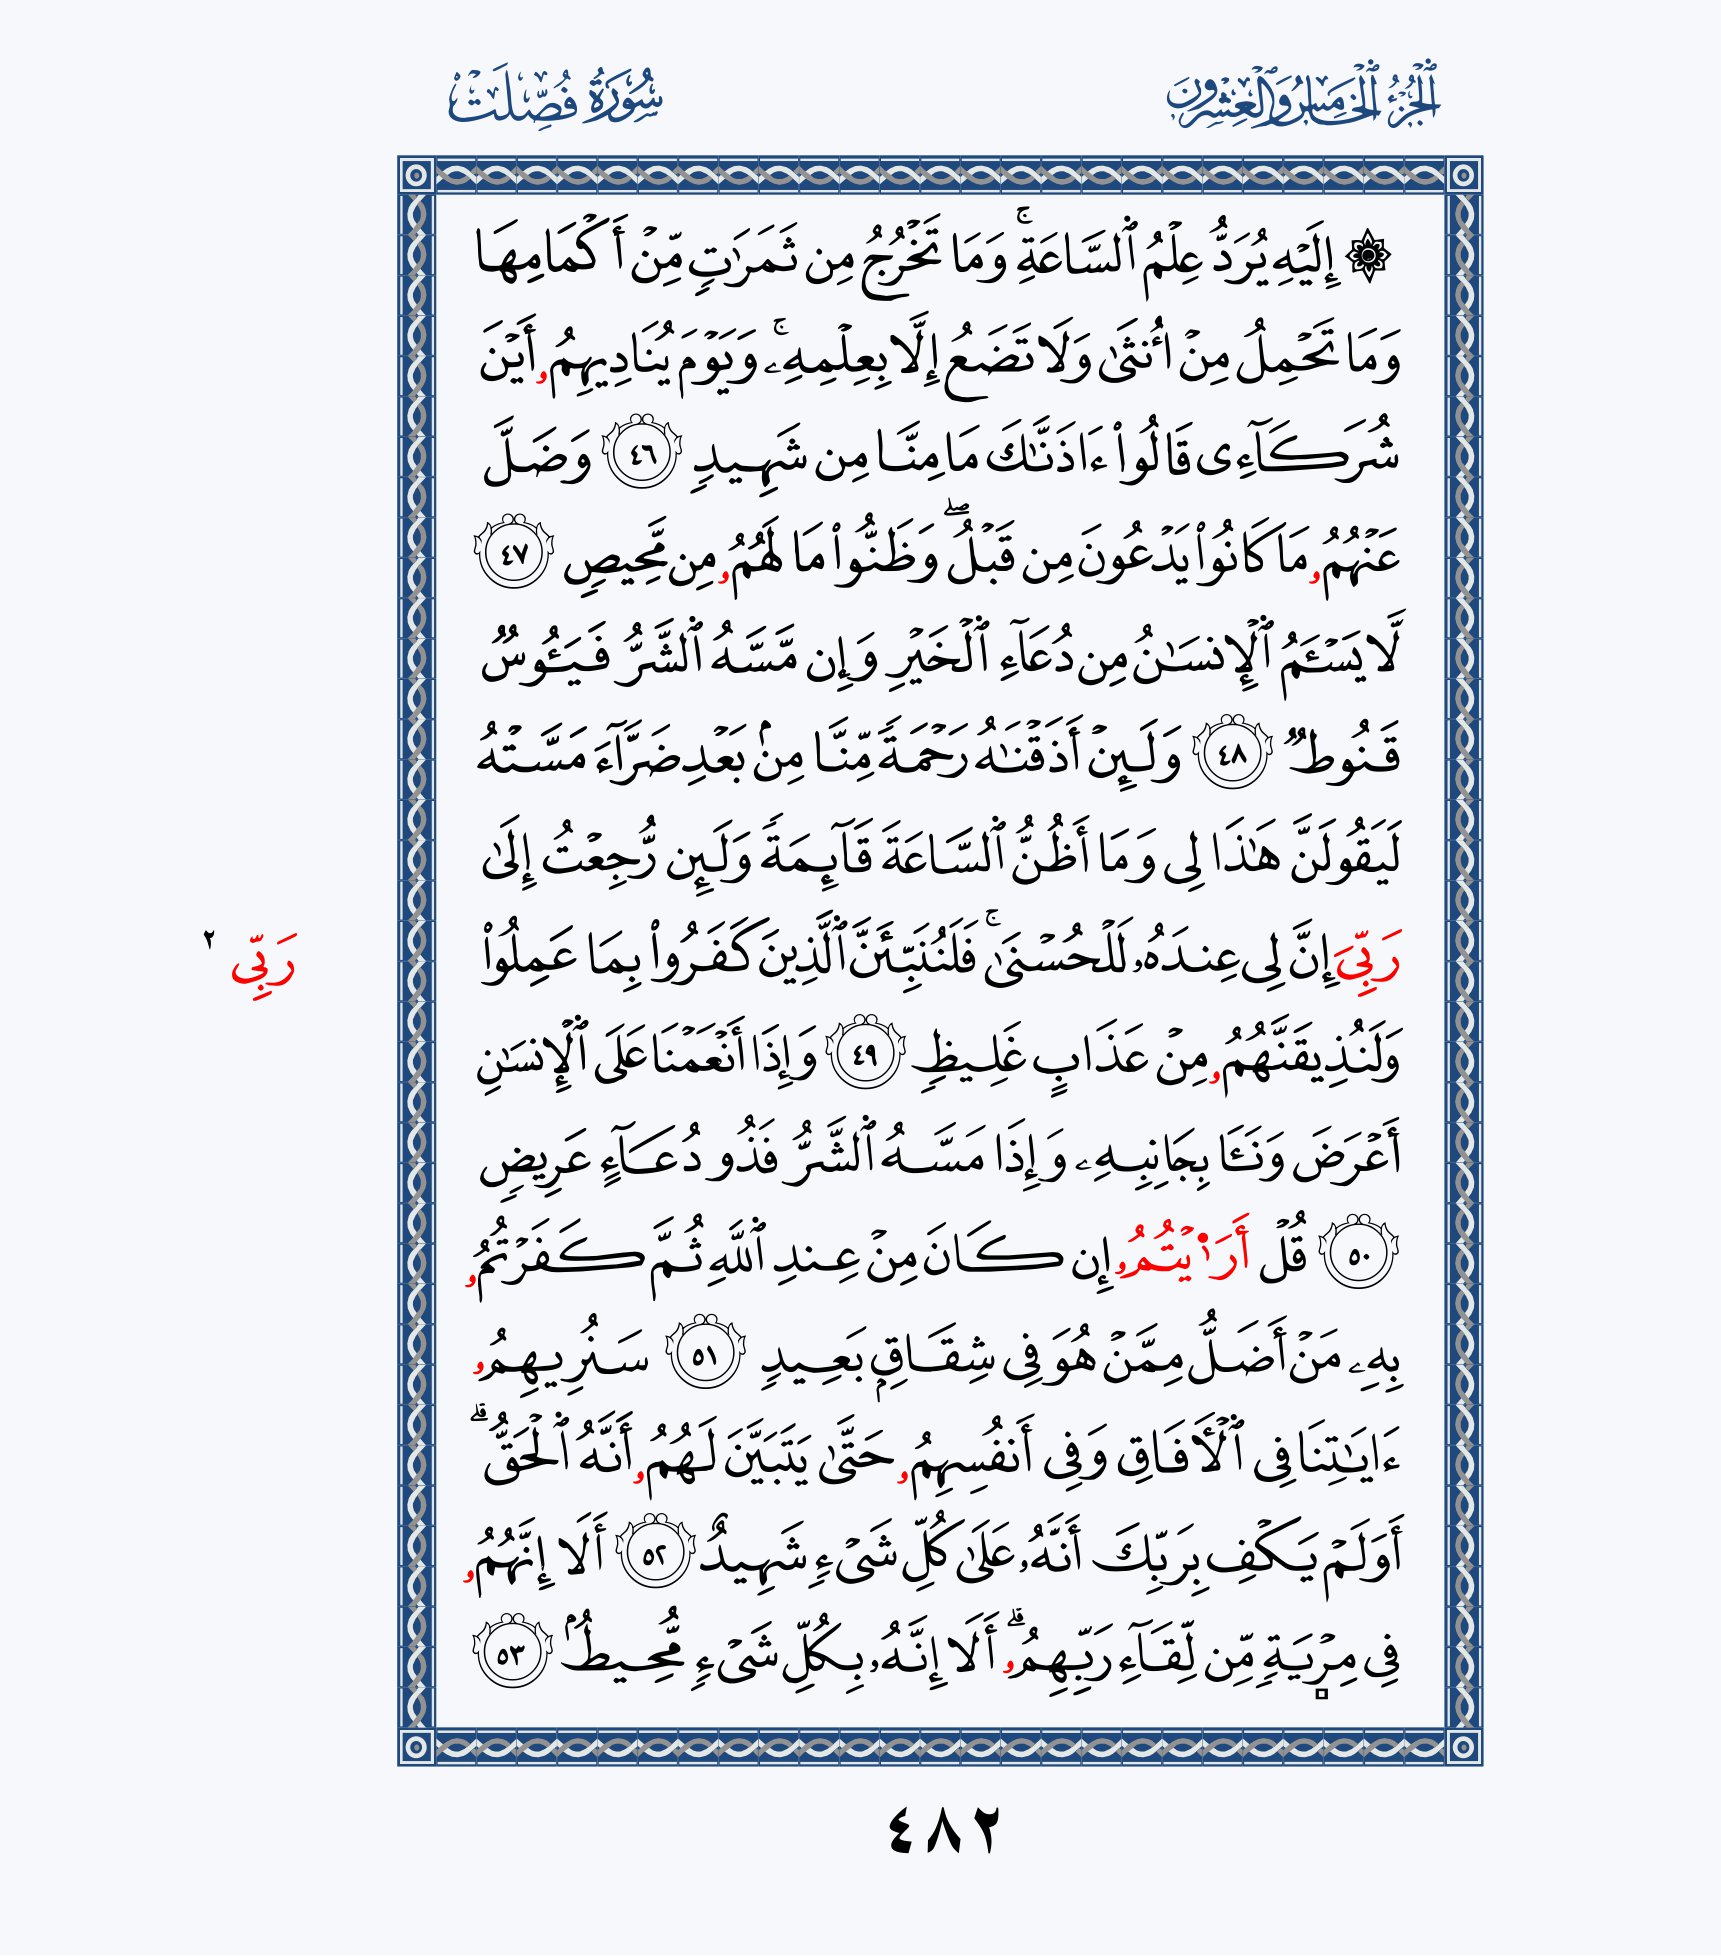 ٱلۡجُزۡءُ ٱلۡخَامِسُ وَٱلۡعِشۡرُونَ
سُورَةُ فُصِّلَتۡ
۞ إِلَيۡهِ يُرَدُّ عِلۡمُ ٱلسَّاعَةِۚ وَمَا تَخۡرُجُ مِن ثَمَرَٰتٖ مِّنۡ أَكۡمَامِهَا
وَمَا تَحۡمِلُ مِنۡ أُنثَىٰ وَلَا تَضَعُ إِلَّا بِعِلۡمِهِۦۚ وَيَوۡمَ يُنَادِيهِمُۥ أَيۡنَ
شُرَكَآءِى قَالُوٓاْ ءَاذَنَّٰكَ مَا مِنَّا مِن شَهِيدٖ ٤٦ وَضَلَّ
عَنۡهُمُۥ مَا كَانُواْ يَدۡعُونَ مِن قَبۡلُۖ وَظَنُّواْ مَا لَهُمُۥ مِن مَّحِيصٖ ٤٧
لَّا يَسۡـَٔمُ ٱلۡإِنسَٰنُ مِن دُعَآءِ ٱلۡخَيۡرِ وَإِن مَّسَّهُ ٱلشَّرُّ فَيَـُٔوسٞ
قَنُوطٞ ٤٨ وَلَئِنۡ أَذَقۡنَٰهُ رَحۡمَةٗ مِّنَّا مِنۢ بَعۡدِ ضَرَّآءَ مَسَّتۡهُ
لَيَقُولَنَّ هَٰذَا لِى وَمَا أَظُنُّ ٱلسَّاعَةَ قَآئِمَةٗ وَلَئِن رُّجِعۡتُ إِلَىٰ
رَبِّىَ إِنَّ لِى عِندَهُۥ لَلۡحُسۡنَىٰۚ فَلَنُنَبِّئَنَّ ٱلَّذِينَ كَفَرُواْ بِمَا عَمِلُواْ
رَبِّى ٢
وَلَنُذِيقَنَّهُمُۥ مِنۡ عَذَابٍ غَلِيظٖ ٤٩ وَإِذَا أَنۡعَمۡنَا عَلَى ٱلۡإِنسَٰنِ
أَعۡرَضَ وَنَـَٔا بِجَانِبِهِۦ وَإِذَا مَسَّهُ ٱلشَّرُّ فَذُو دُعَآءٍ عَرِيضٖ
٥٠ قُلۡ أَرَا۬يۡتُمُۥ إِن كَانَ مِنۡ عِندِ ٱللَّهِ ثُمَّ كَفَرۡتُمُۥ
بِهِۦ مَنۡ أَضَلُّ مِمَّنۡ هُوَ فِى شِقَاقِۭ بَعِيدٖ ٥١ سَنُرِيهِمُۥ
ءَايَٰتِنَا فِى ٱلۡأٓفَاقِ وَفِى أَنفُسِهِمُۥ حَتَّىٰ يَتَبَيَّنَ لَهُمُۥ أَنَّهُ ٱلۡحَقُّۗ
أَوَلَمۡ يَكۡفِ بِرَبِّكَ أَنَّهُۥ عَلَىٰ كُلِّ شَىۡءٖ شَهِيدٌ ٥٢ أَلَا إِنَّهُمُۥ
فِى مِرۡيَةٖ مِّن لِّقَآءِ رَبِّهِمُۥۗ أَلَا إِنَّهُۥ بِكُلِّ شَىۡءٖ مُّحِيطُۢ ٥٣
٤٨٢